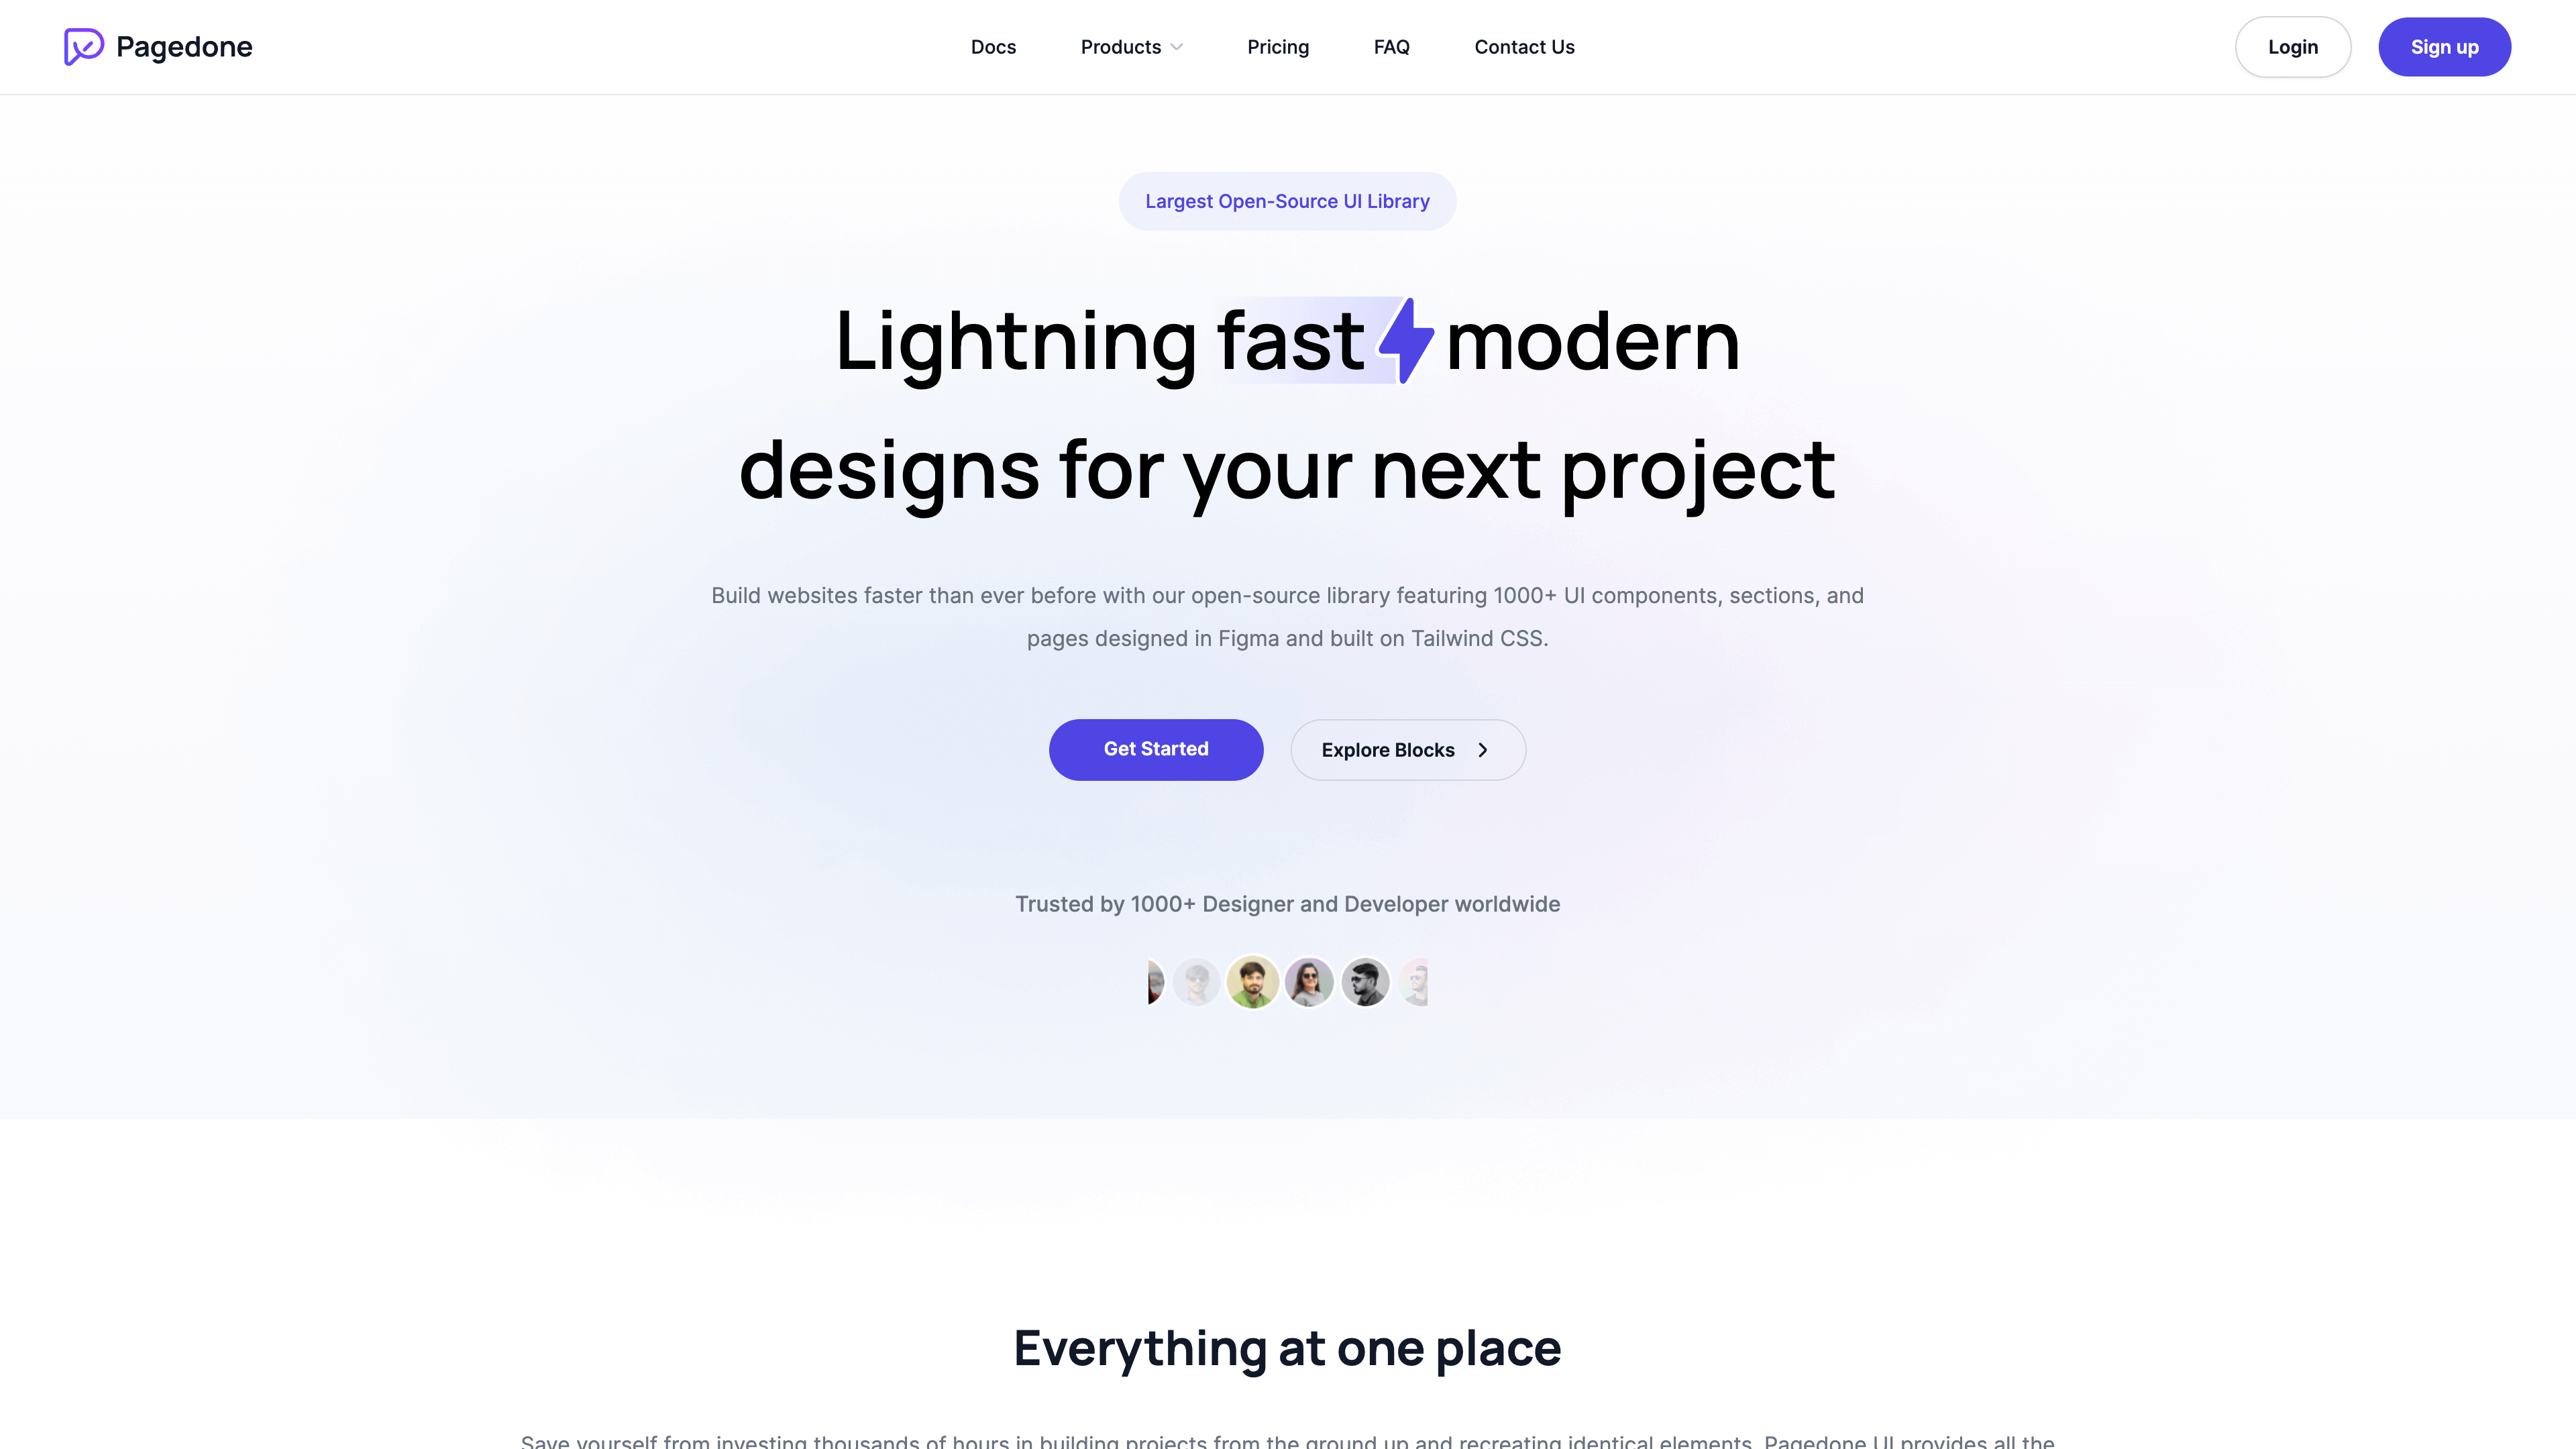 Pagedone
Docs
Products
Pricing
FAQ
Contact Us
Login
Sign up
Largest Open-Source UI Library
Lightning fast modern
designs for your next project
Build websites faster than ever before with our open-source library featuring 1000+ UI components, sections, and
pages designed in Figma and built on Tailwind CSS.
Get Started
Explore Blocks
Trusted by 1000+ Designer and Developer worldwide
Everything at one place
Save yourself from investing thousands of hours in building projects from the ground up and recreating identical elements. Pagedone UI provides all the